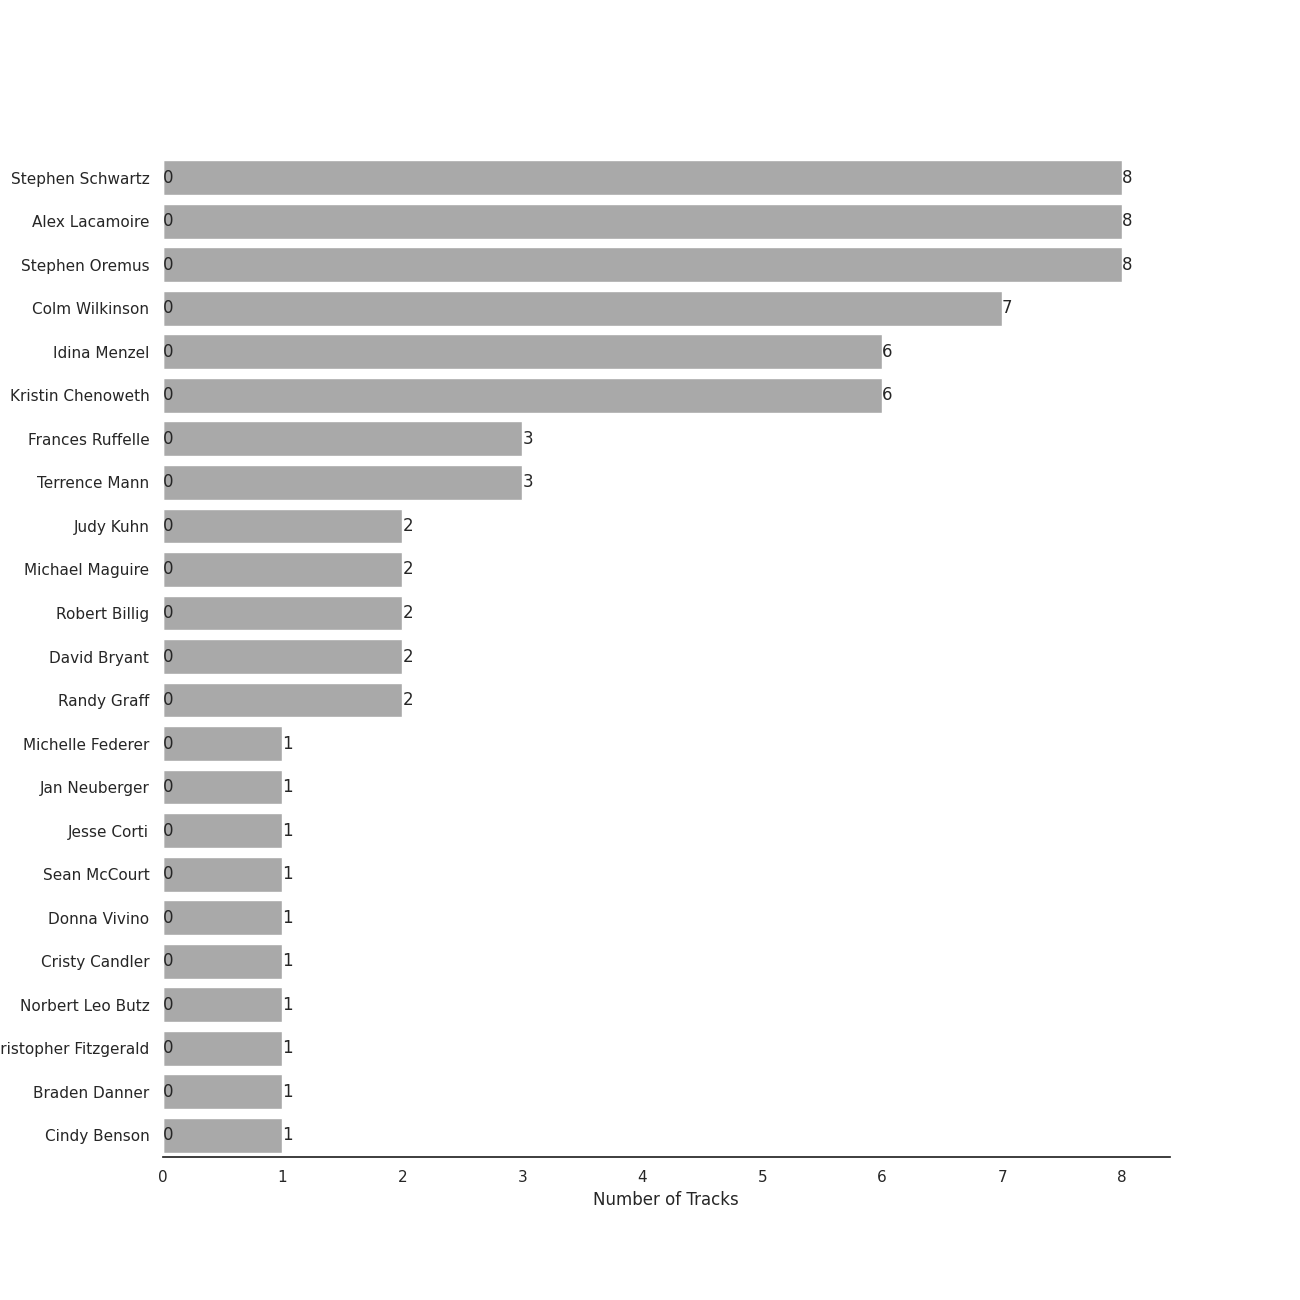 Stephen Schwartz 0 8
Alex Lacamoire 0 8
Stephen Oremus 0 8
Colm Wilkinson 0 7
Idina Menzel 0 6
Kristin Chenoweth 0 6
Frances Ruffelle 0 3
Terrence Mann 0 3
Judy Kuhn 0 2
Michael Maguire 0 2
Robert Billig 0 2
David Bryant 0 2
Randy Graff 0 2
Michelle Federer 0 1
Jan Neuberger 0 1
Jesse Corti 0 1
Sean McCourt 0 1
Donna Vivino 0 1
Cristy Candler 0 1
Norbert Leo Butz 0 1
ristopher Fitzgerald 0 1
Braden Danner 0 1
Cindy Benson 0 1
0 1 2 3 4 5 6 7 8
Number of Tracks